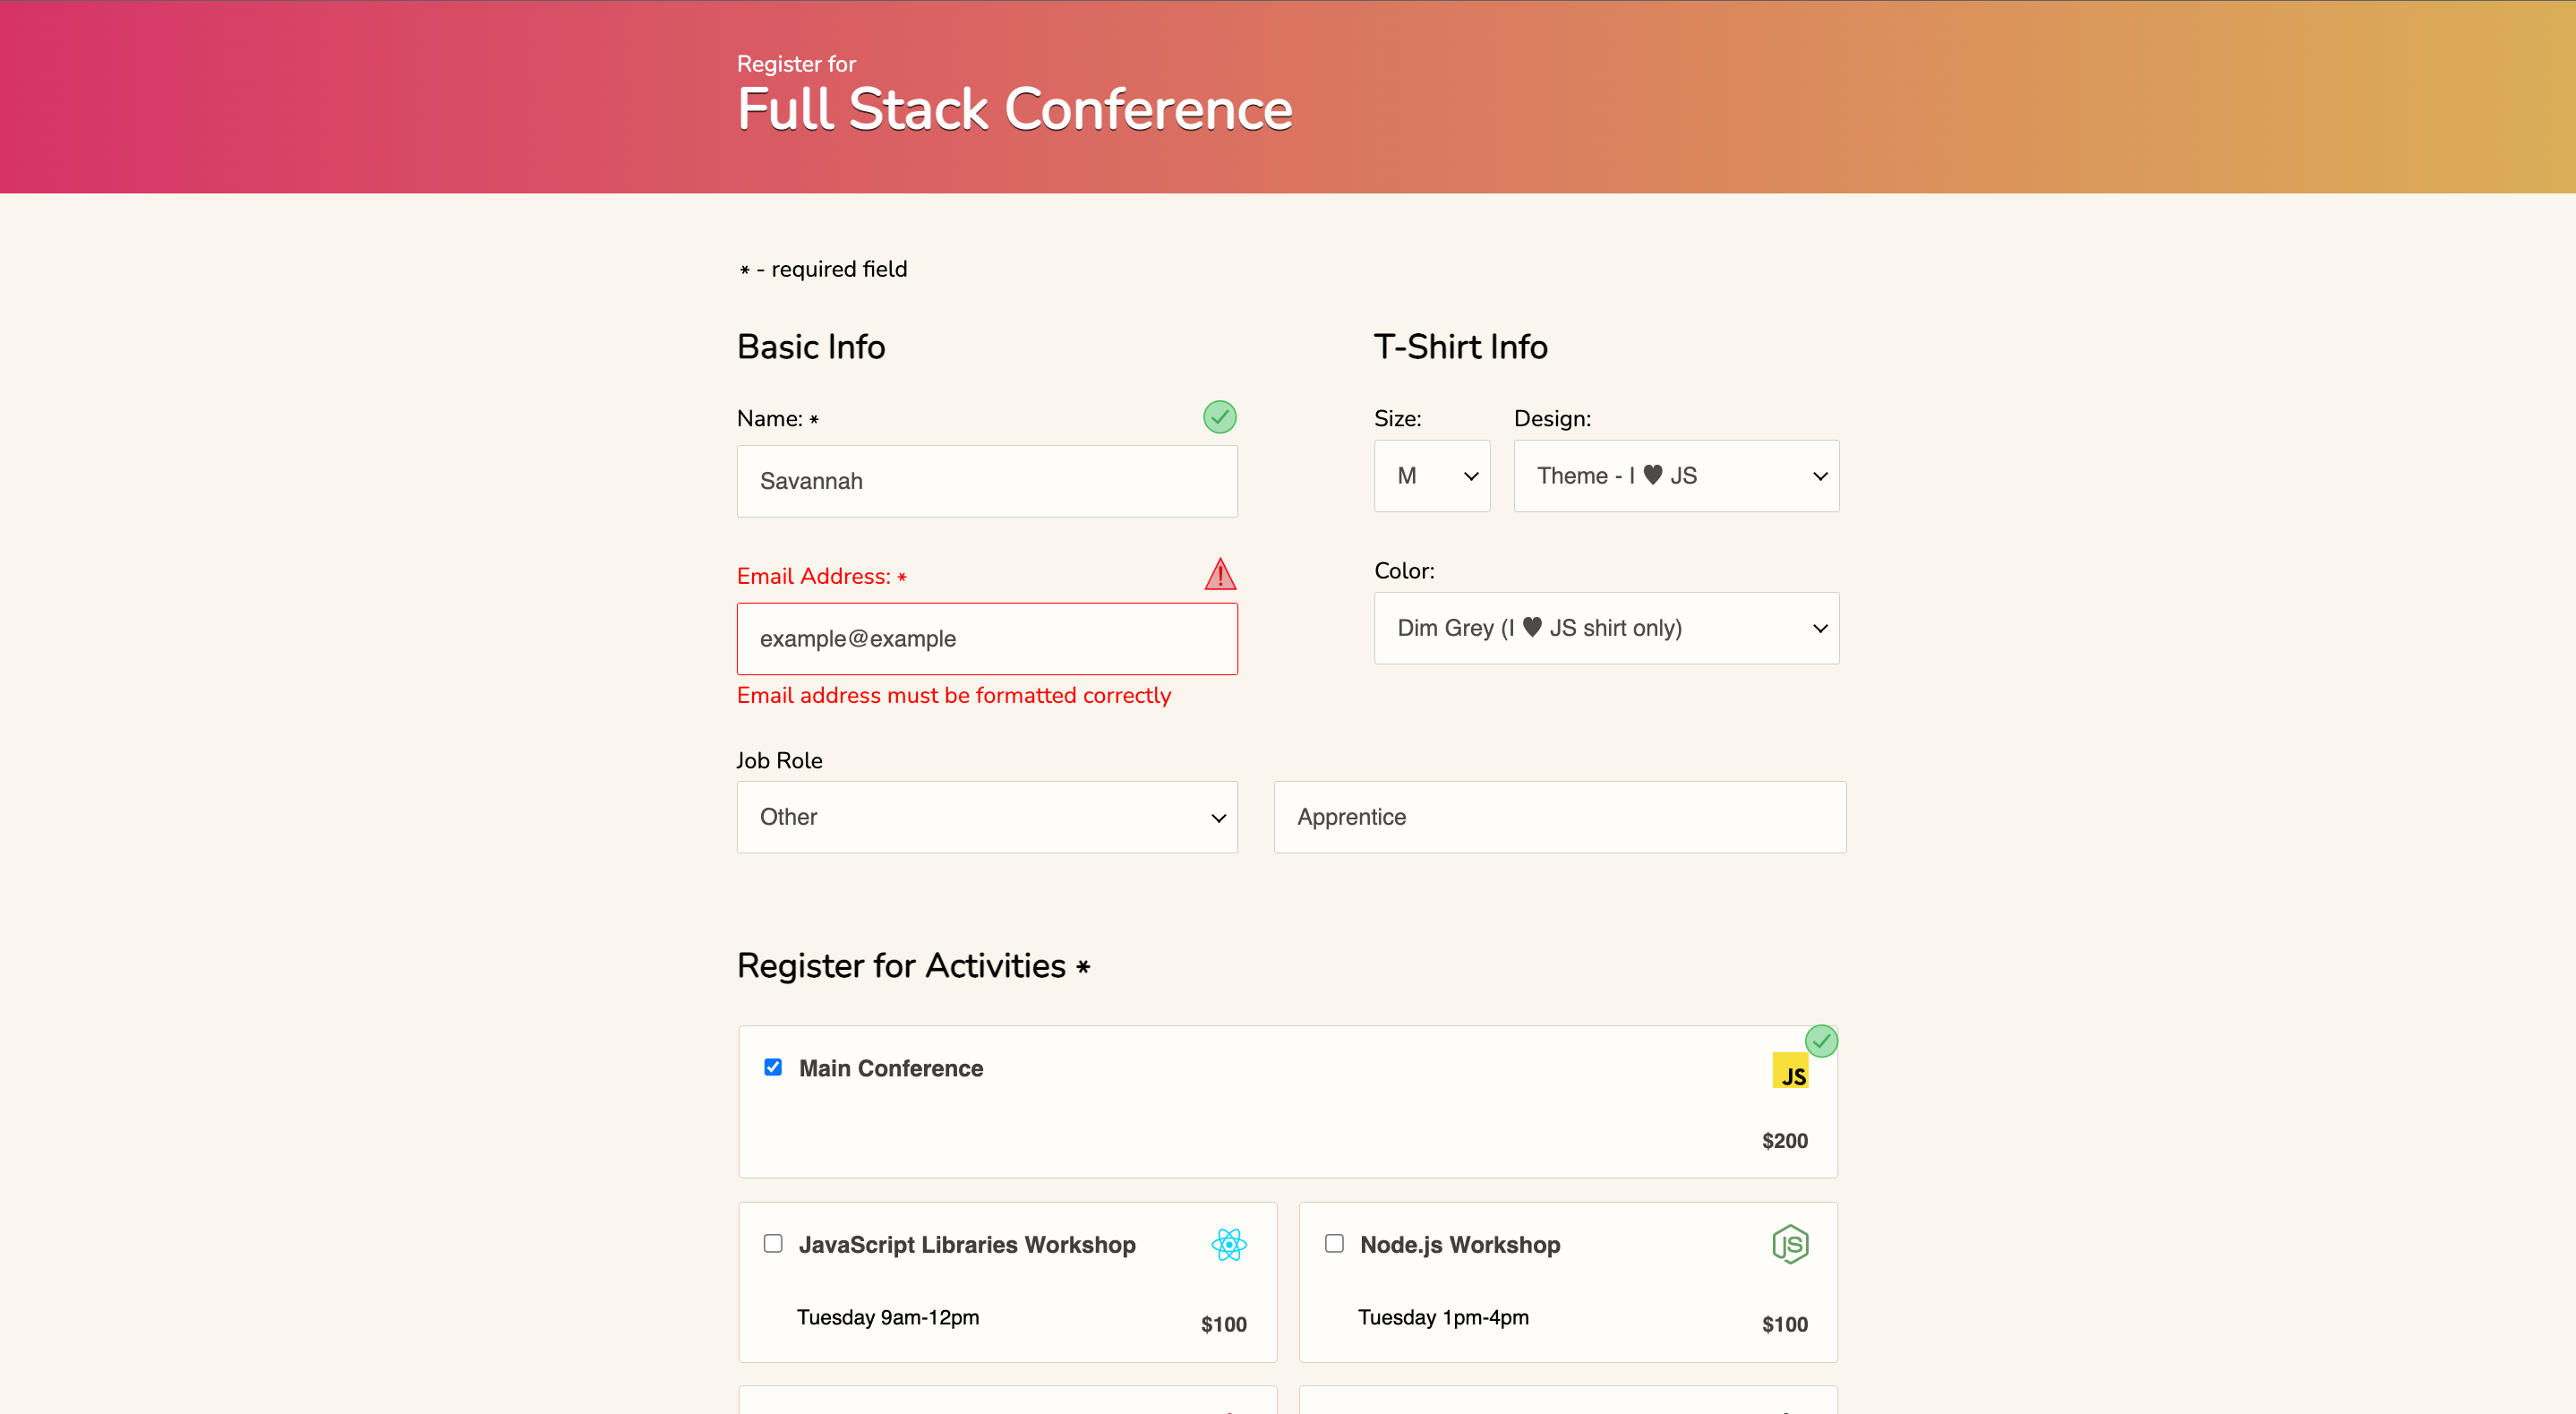 Register for
Full Stack Conference
* - required field
Basic Info
Name: *
Savannah
Email Address: *
example@example
Email address must be formatted correctly
Job Role
Other
Apprentice
T-Shirt Info
Size:
Design:
M
Theme - I ♥ JS
Color:
Dim Grey (I ♥ JS shirt only)
Register for Activities *
Main Conference
JS
$200
JavaScript Libraries Workshop
Tuesday 9am-12pm
$100
Node.js Workshop
JS
Tuesday 1pm-4pm
$100